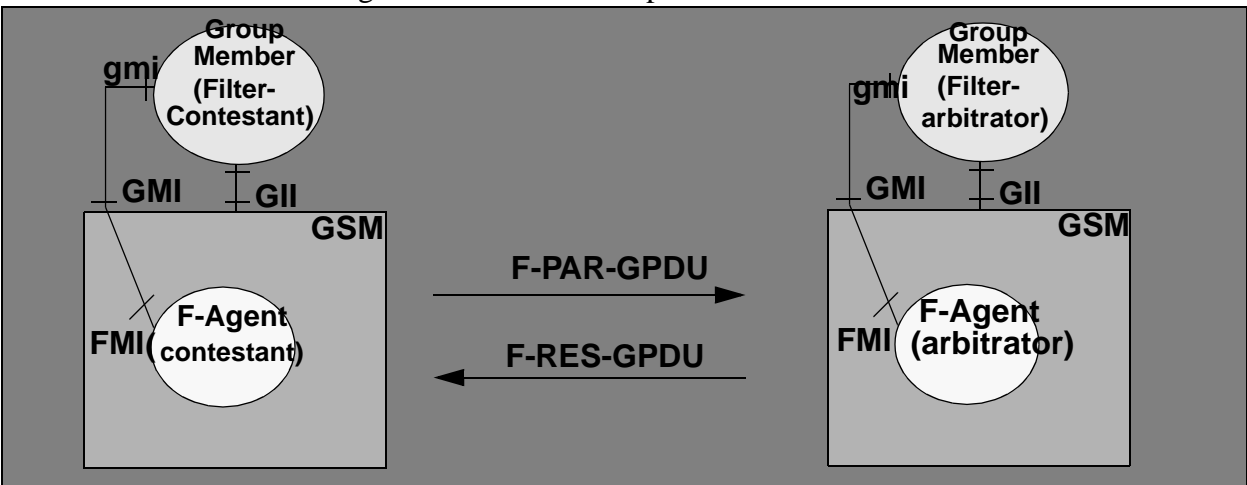 Group
Member
(Filter-
Contestant)
gmi
GMI
GII
GSM
F-Agent
FMI(contestant)
F-PAR-GPDU
F-RES-GPDU
Group
Member
(Filter-
arbitrator)
gmi
GMI
GII
GSM
F-Agent
FMI (arbitrator)